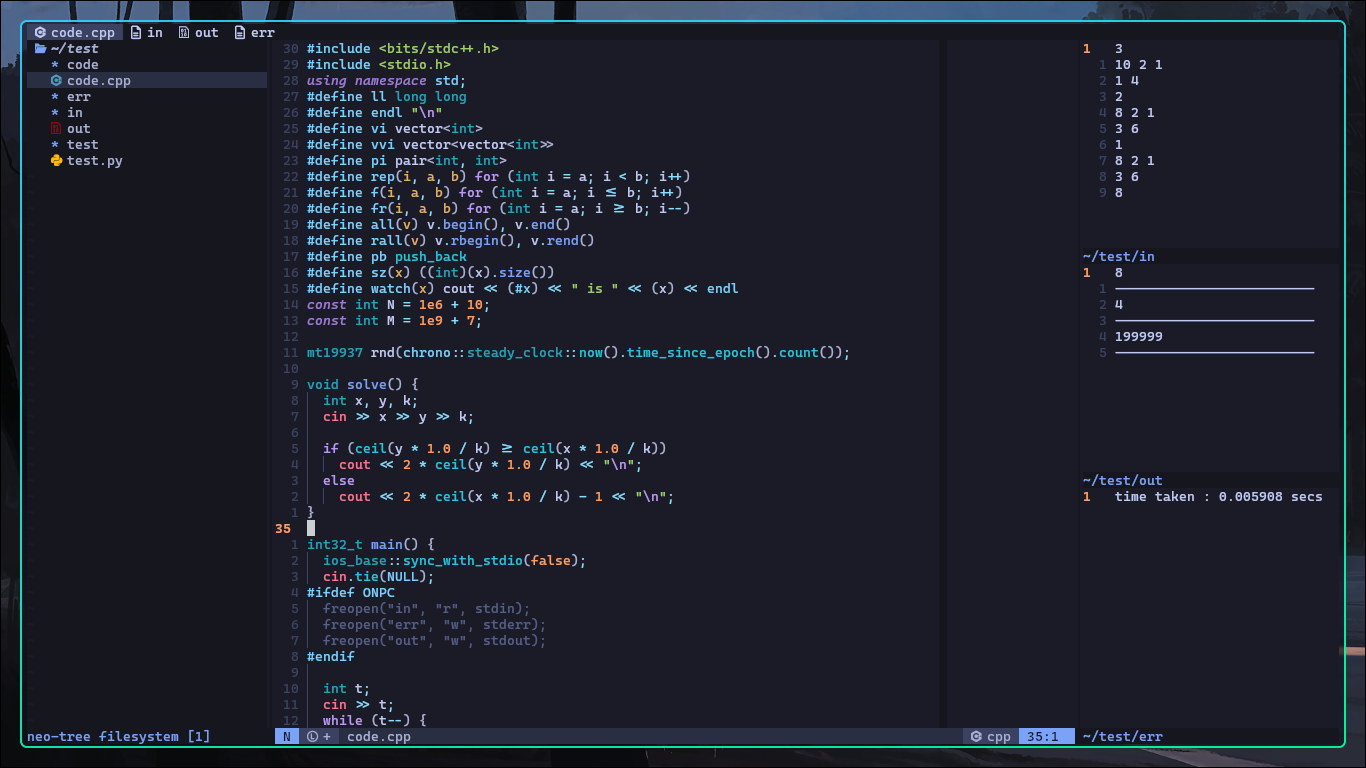 code.cpp in out err
~/test
* code
code.cpp
* err
* in
out
* test
test.py
30 #include <bits/stdc++.h>
29 #include <stdio.h>
28 using namespace std;
27 #define ll long long
26 #define endl "\n"
25 #define vi vector<int>
24 #define vvi vector<vector<int>>
23 #define pi pair<int, int>
22 #define rep(i, a, b) for (int i = a; i < b; i++)
21 #define f(i, a, b) for (int i = a; i ≤ b; i++)
20 #define fr(i, a, b) for (int i = a; i ≥ b; i--)
19 #define all(v) v.begin(), v.end()
18 #define rall(v) v.rbegin(), v.rend()
17 #define pb push_back
16 #define sz(x) ((int)(x).size())
15 #define watch(x) cout << (#x) << " is " << (x) << endl
14 const int N = 1e6 + 10;
13 const int M = 1e9 + 7;
12
11 mt19937 rnd(chrono::steady_clock::now().time_since_epoch().count());
10
9 void solve() {
8 int x, y, k;
7 cin >> x >> y >> k;
6
5 if (ceil(y * 1.0 / k) ≥ ceil(x * 1.0 / k))
4 cout << 2 * ceil(y * 1.0 / k) << "\n";
3 else
2 cout << 2 * ceil(x * 1.0 / k) - 1 << "\n";
1 }
35
1 int32_t main() {
2 ios_base::sync_with_stdio(false);
3 cin.tie(NULL);
4 #ifdef ONPC
5 freopen("in", "r", stdin);
6 freopen("err", "w", stderr);
7 freopen("out", "w", stdout);
8 #endif
9
10 int t;
11 cin >> t;
12 while (t--) {
1 3
1 10 2 1
2 1 4
3 2
4 8 2 1
5 3 6
6 1
7 8 2 1
8 3 6
9 8
~/test/in
1 8
1 ─────────────────────────
2 4
3 ─────────────────────────
4 199999
5 ─────────────────────────
~/test/out
1 time taken : 0.005908 secs
neo-tree filesystem [1]
N Ⓛ + code.cpp cpp 35:1
~/test/err